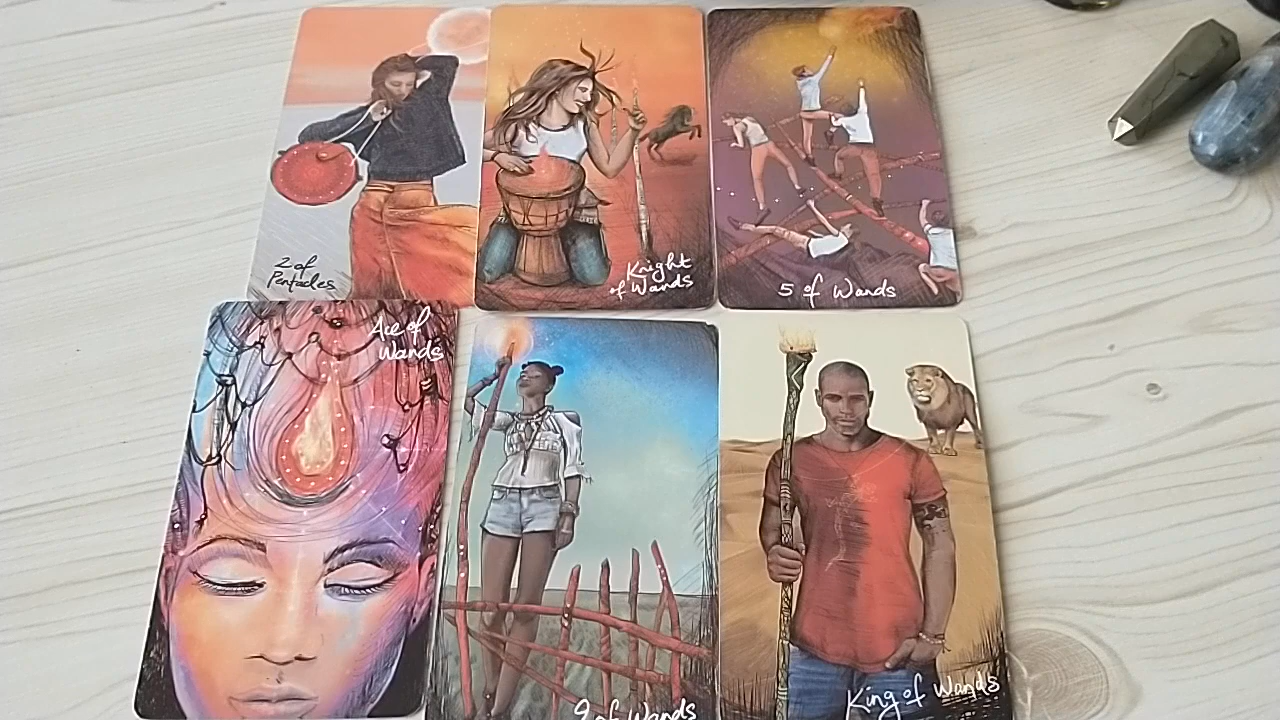 2 of
Pentacles
Knight
of Wands
5 of Wands
Ace of
Wands
9 of Wands
King of Wands